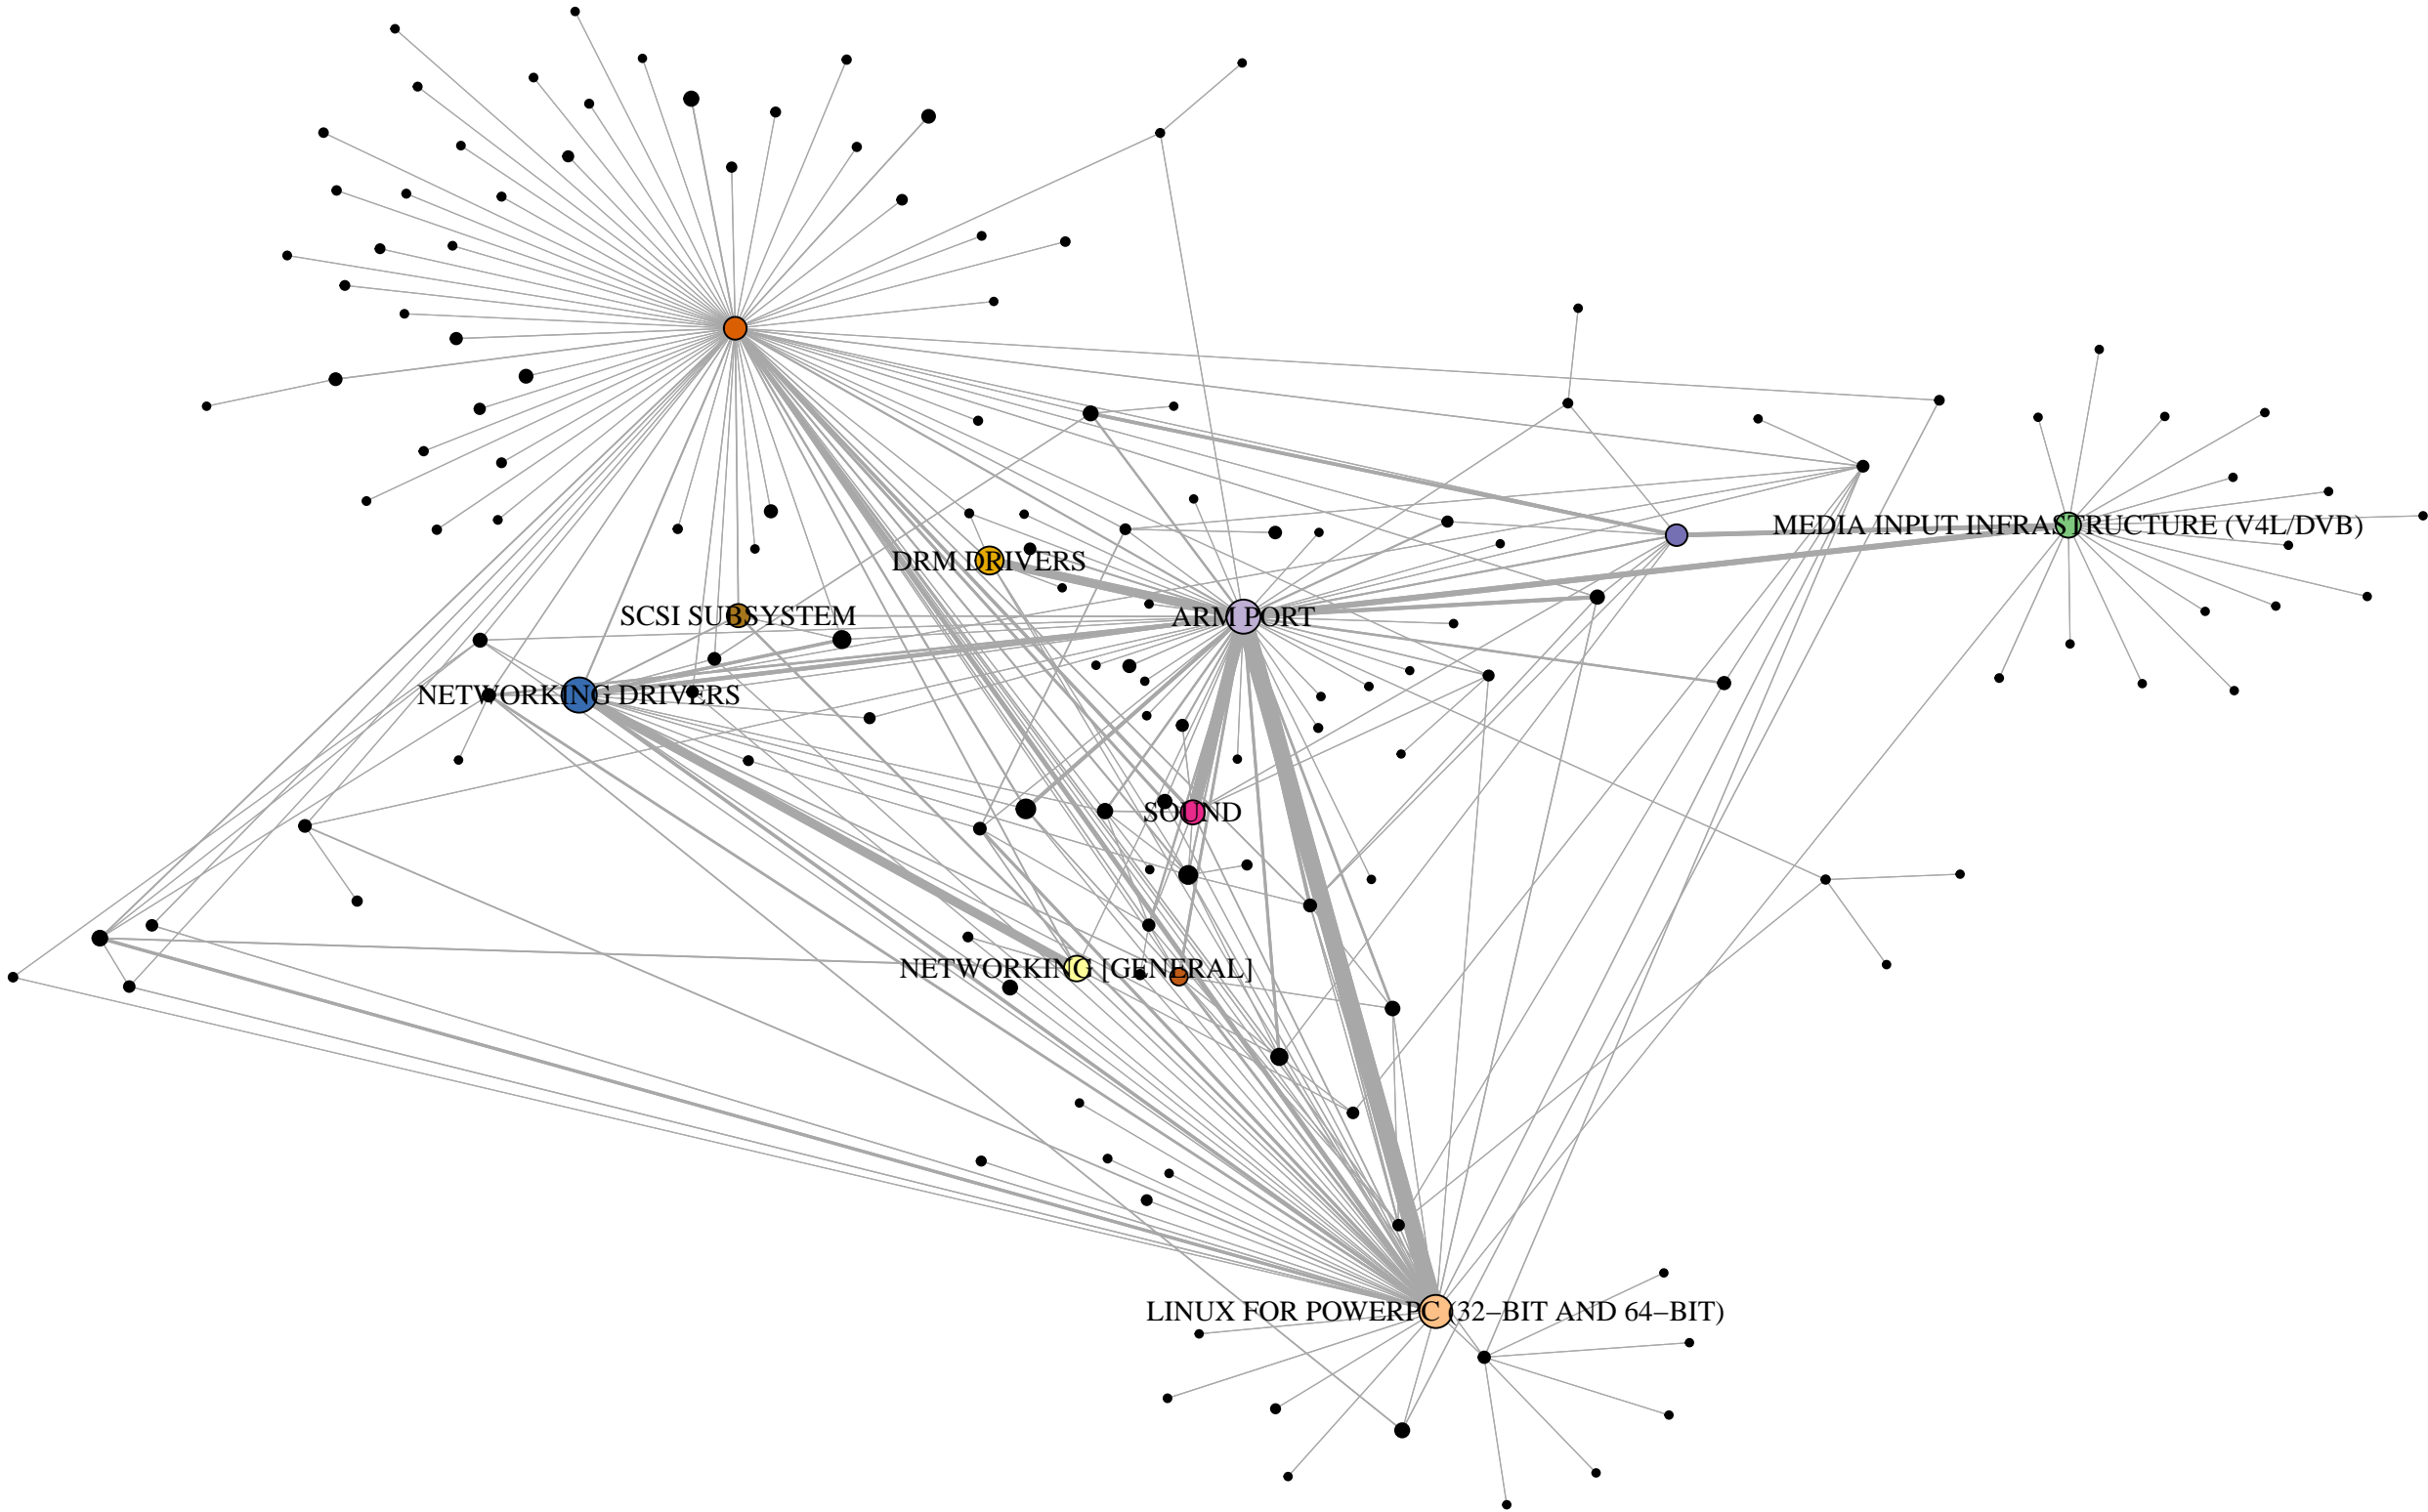 MEDIA INPUT INFRASTRUCTURE (V4L/DVB)
DRM DRIVERS
SCSI SUBSYSTEM
ARM PORT
NETWORKING DRIVERS
SOUND
NETWORKING [GENERAL]
LINUX FOR POWERPC (32−BIT AND 64−BIT)